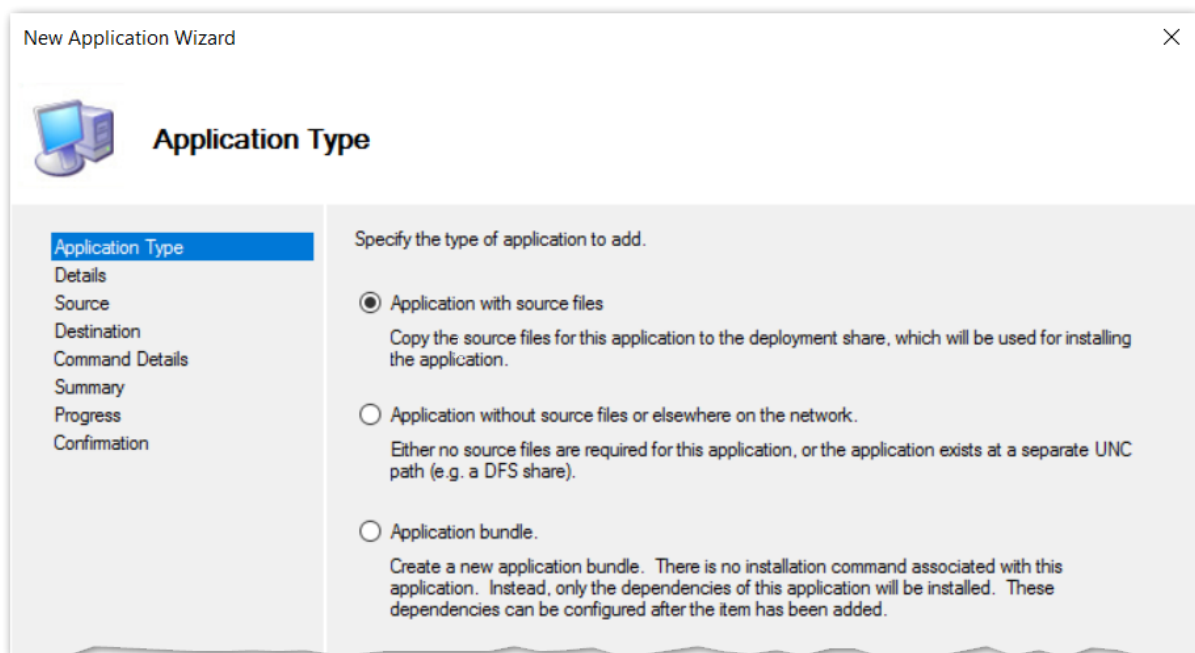 New Application Wizard
Application Type
Application Type
Details
Source
Destination
Command Details
Summary
Progress
Confirmation
Specify the type of application to add.
Application with source files
Copy the source files for this application to the deployment share, which will be used for installing
the application.
Application without source files or elsewhere on the network.
Either no source files are required for this application, or the application exists at a separate UNC
path (e.g. a DFS share).
Application bundle.
Create a new application bundle.  There is no installation command associated with this
application.  Instead, only the dependencies of this application will be installed.  These
dependencies can be configured after the item has been added.